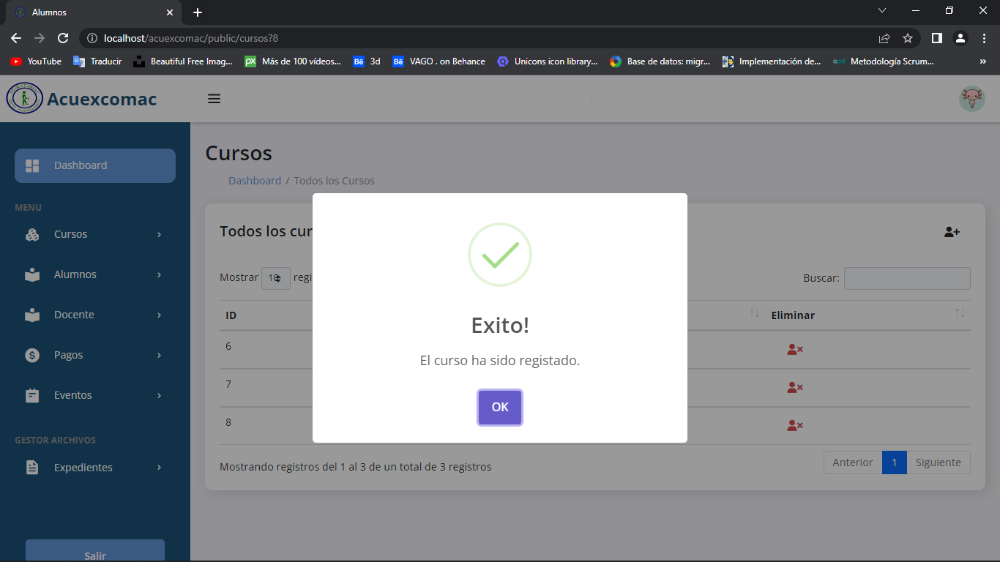 Alumnos
localhost/acuexcomac/public/cursos?8
YouTube Traducir Beautiful Free Imag... Más de 100 vídeos... 3d VAGO . on Behance Unicons icon library... Base de datos: migr... Implementación de... Metodología Scrum... »
Acuexcomac
Dashboard
MENU
Cursos
Alumnos
Docente
Pagos
Eventos
GESTOR ARCHIVOS
Expedientes
Salir
Cursos
Dashboard / Todos los Cursos
Todos los cur
Mostrar 10 regi
Buscar:
ID Eliminar
6
7
8
Mostrando registros del 1 al 3 de un total de 3 registros
Anterior 1 Siguiente
Exito!
El curso ha sido registado.
OK